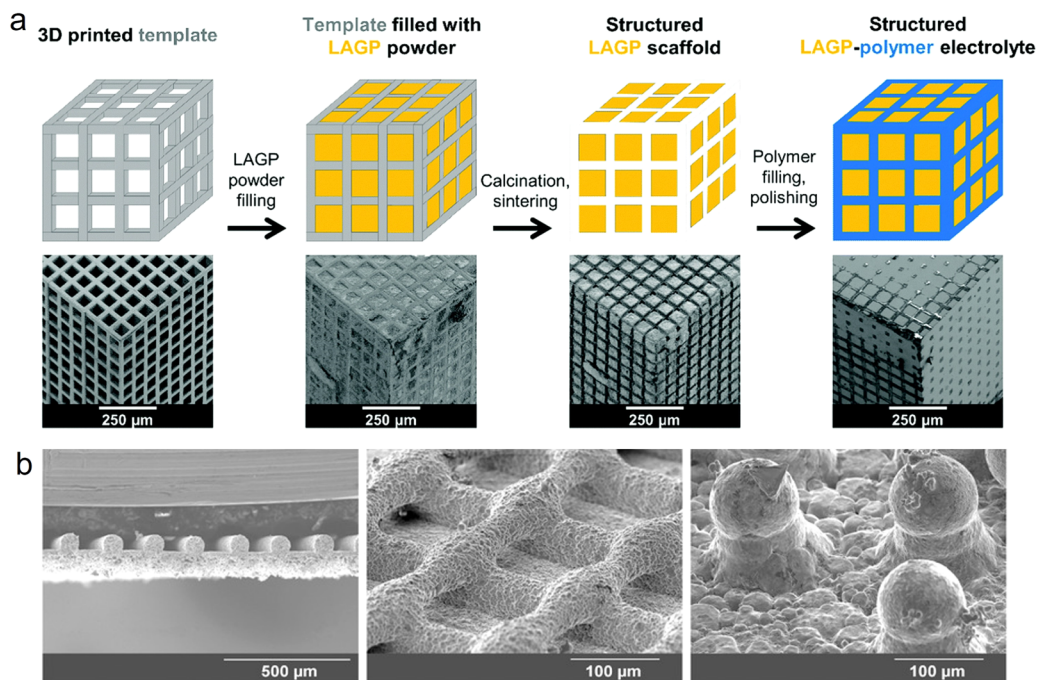 a
3D printed template
Template filled with
LAGP powder
Structured
LAGP scaffold
Structured
LAGP-polymer electrolyte
LAGP
powder
filling
Calcination,
sintering
Polymer
filling,
polishing
250 µm
250 µm
250 µm
250 µm
b
500 µm
100 µm
100 µm